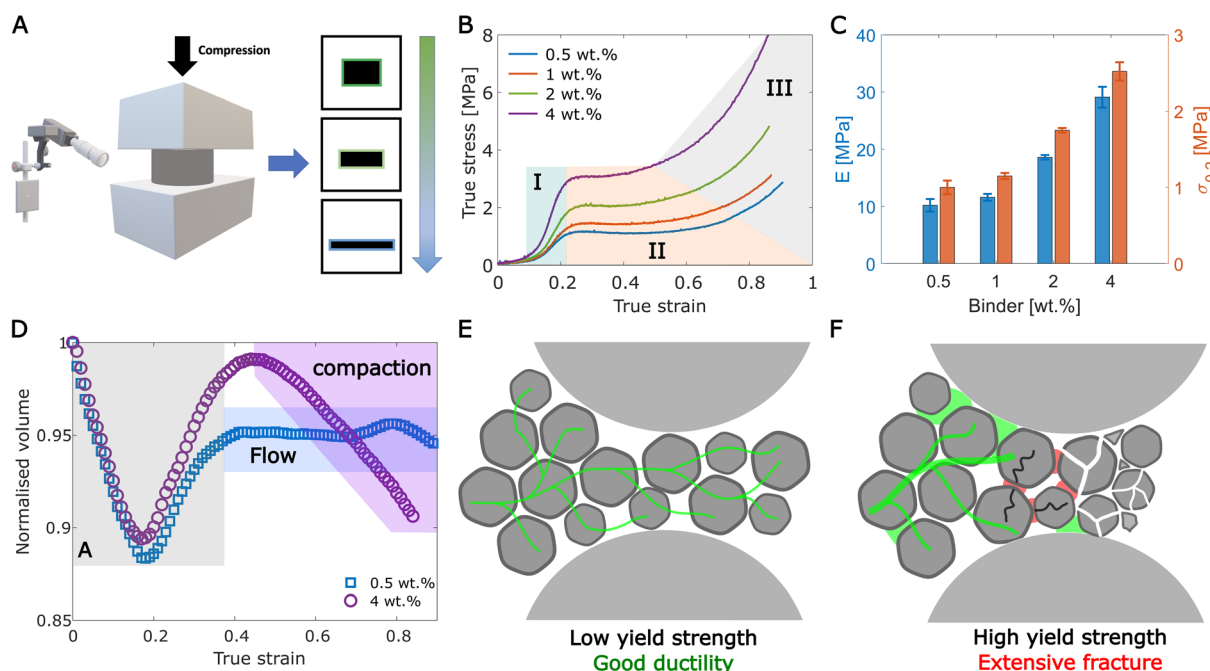 A
Compression
B
8
6
4
2
0
True stress [MPa]
0.5 wt.%
1 wt.%
2 wt.%
4 wt.%
I
II
III
0 0.2 0.4 0.6 0.8 1
True strain
C
40
30
20
10
0
E [MPa]
3
2
1
0
σ0.2 [MPa]
0.5 1 2 4
Binder [wt.%]
D
1
0.95
0.9
0.85
Normalised volume
compaction
Flow
A
0.5 wt.%
4 wt.%
0 0.2 0.4 0.6 0.8
True strain
E
Low yield strength
Good ductility
F
High yield strength
Extensive fracture